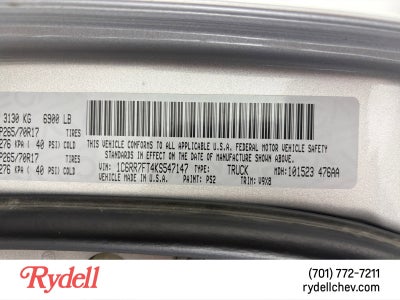 3130 KG 6900 LB
P265/70R17 TIRES
276 KPA ( 40 PSI) COLD
P265/70R17 TIRES
276 KPA ( 40 PSI) COLD
THIS VEHICLE CONFORMS TO ALL APPLICABLE U.S.A. FEDERAL MOTOR VEHICLE SAFETY
STANDARDS IN EFFECT ON THE DATE OF MANUFACTURE SHOWN ABOVE.
VIN: 1C6RR7FT4KS547147 TRUCK MDH:101523 476AA
VEHICLE MADE IN U.S.A. PAINT: PS2 TRIM: V9X8
Rydell
(701) 772-7211
rydellchev.com